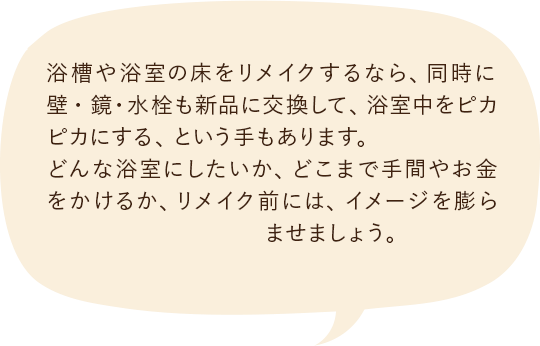 浴槽や浴室の床をリメイクするなら、同時に
壁・鏡・水栓も新品に交換して、浴室中をピカ
ピカにする、という手もあります。
どんな浴室にしたいか、どこまで手間やお金
をかけるか、リメイク前には、イメージを膨ら
ませましょう。